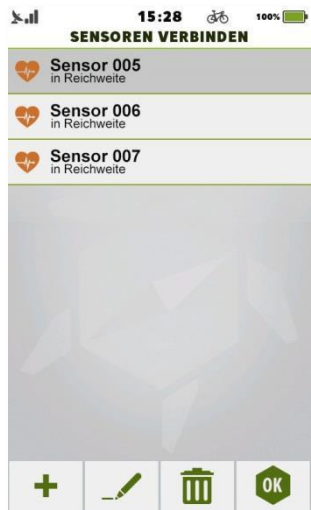 15:28 100%
SENSOREN VERBINDEN
Sensor 005
in Reichweite
Sensor 006
in Reichweite
Sensor 007
in Reichweite
OK